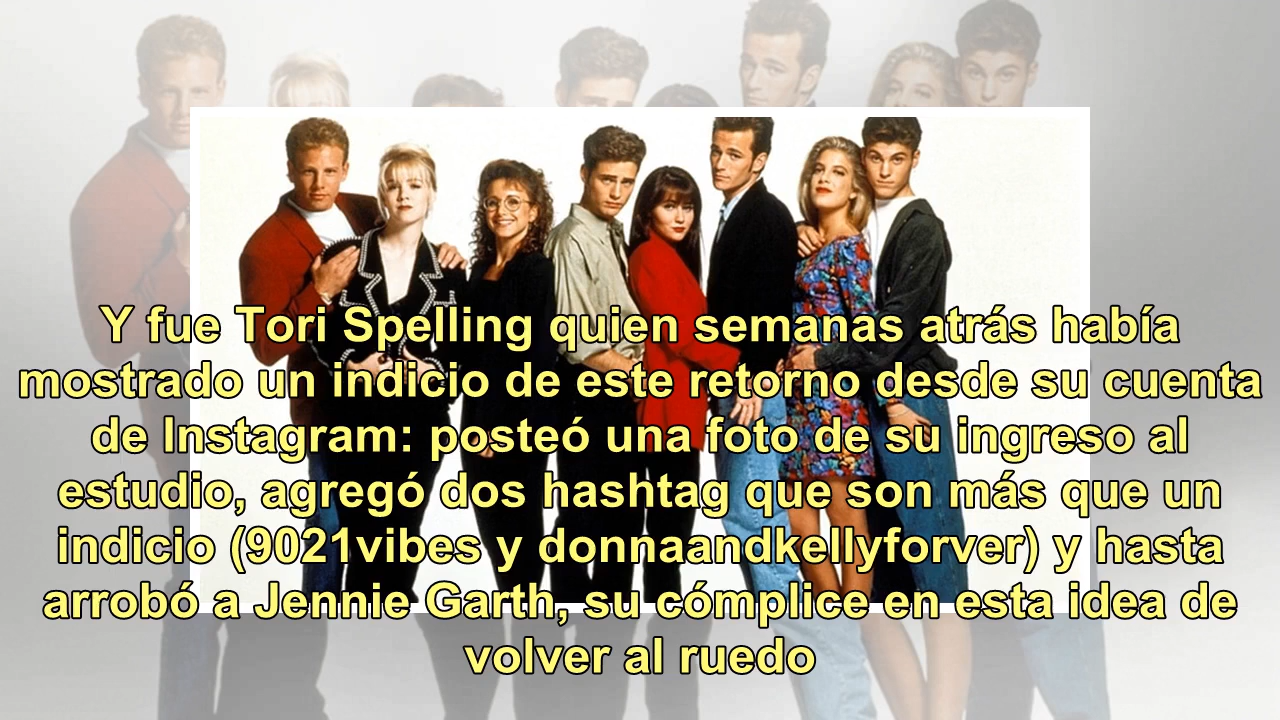 Y fue Tori Spelling quien semanas atrás había
mostrado un indicio de este retorno desde su cuenta
de Instagram: posteó una foto de su ingreso al
estudio, agregó dos hashtag que son más que un
indicio (9021vibes y donnaandkellyforver) y hasta
arrobó a Jennie Garth, su cómplice en esta idea de
volver al ruedo